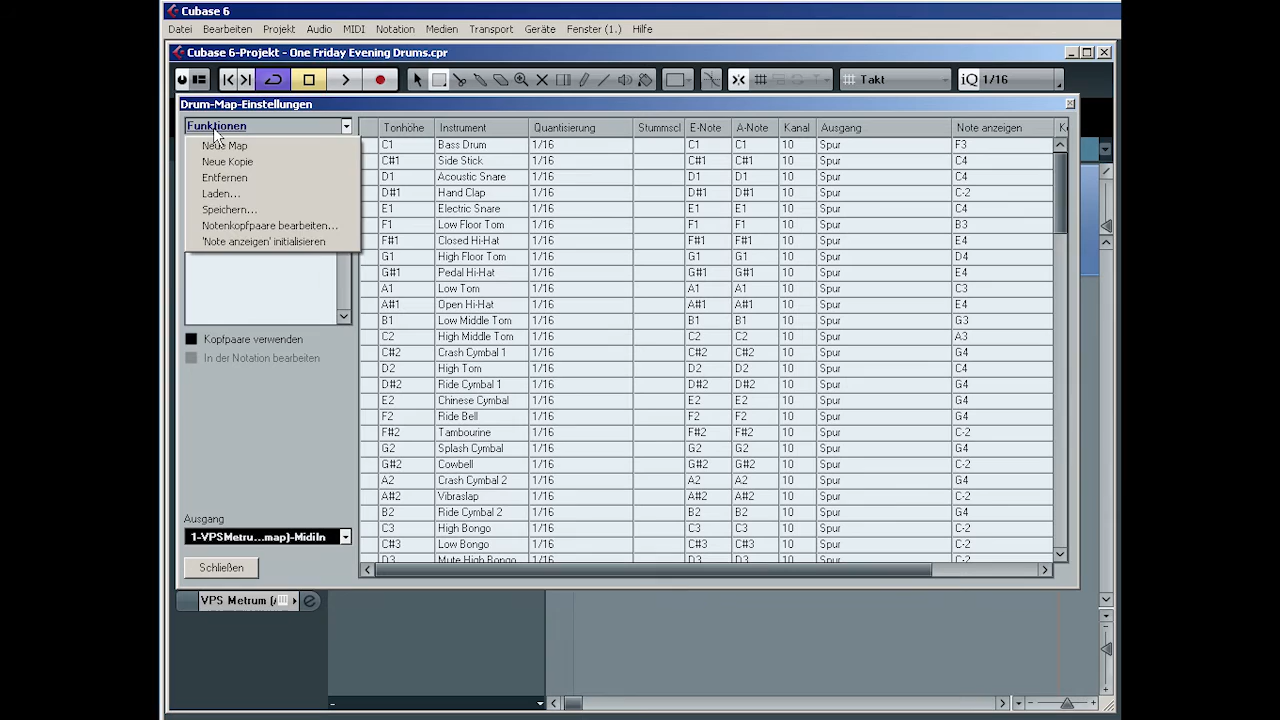 Cubase 6
Datei Bearbeiten Projekt Audio MIDI Notation Medien Transport Geräte Fenster (1.) Hilfe
Cubase 6-Projekt - One Friday Evening Drums.cpr
Takt iQ 1/16
Drum-Map-Einstellungen
Funktionen
Neue Map
Neue Kopie
Entfernen
Laden...
Speichern...
Notenkopfpaare bearbeiten...
'Note anzeigen' initialisieren
Kopfpaare verwenden
In der Notation bearbeiten
Ausgang
1-VPSMetru...map)-MidiIn
Schließen
Tonhöhe Instrument Quantisierung Stummscl E-Note A-Note Kanal Ausgang Note anzeigen
C1 Bass Drum 1/16 C1 C1 10 Spur F3
C#1 Side Stick 1/16 C#1 C#1 10 Spur C4
D1 Acoustic Snare 1/16 D1 D1 10 Spur C4
D#1 Hand Clap 1/16 D#1 D#1 10 Spur C-2
E1 Electric Snare 1/16 E1 E1 10 Spur C4
F1 Low Floor Tom 1/16 F1 F1 10 Spur B3
F#1 Closed Hi-Hat 1/16 F#1 F#1 10 Spur E4
G1 High Floor Tom 1/16 G1 G1 10 Spur D4
G#1 Pedal Hi-Hat 1/16 G#1 G#1 10 Spur E4
A1 Low Tom 1/16 A1 A1 10 Spur C3
A#1 Open Hi-Hat 1/16 A#1 A#1 10 Spur E4
B1 Low Middle Tom 1/16 B1 B1 10 Spur G3
C2 High Middle Tom 1/16 C2 C2 10 Spur A3
C#2 Crash Cymbal 1 1/16 C#2 C#2 10 Spur G4
D2 High Tom 1/16 D2 D2 10 Spur C4
D#2 Ride Cymbal 1 1/16 D#2 D#2 10 Spur G4
E2 Chinese Cymbal 1/16 E2 E2 10 Spur G4
F2 Ride Bell 1/16 F2 F2 10 Spur G4
F#2 Tambourine 1/16 F#2 F#2 10 Spur C-2
G2 Splash Cymbal 1/16 G2 G2 10 Spur G4
G#2 Cowbell 1/16 G#2 G#2 10 Spur C-2
A2 Crash Cymbal 2 1/16 A2 A2 10 Spur G4
A#2 Vibraslap 1/16 A#2 A#2 10 Spur C-2
B2 Ride Cymbal 2 1/16 B2 B2 10 Spur G4
C3 High Bongo 1/16 C3 C3 10 Spur C-2
C#3 Low Bongo 1/16 C#3 C#3 10 Spur C-2
D3 Mute High Bongo 1/16 D3 D3 10 Spur C-2
VPS Metrum